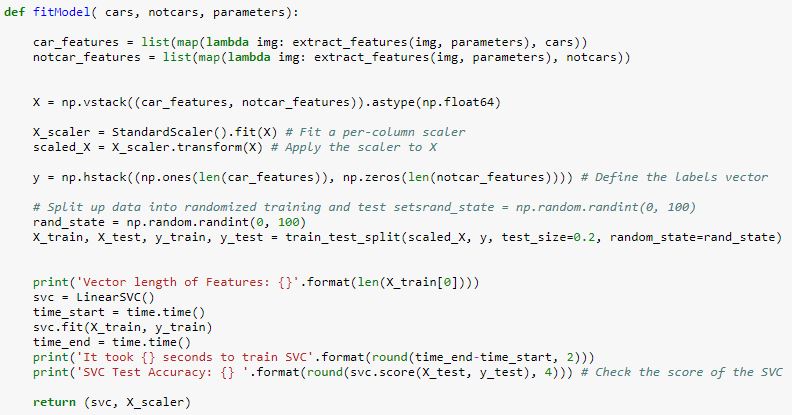 def fitModel( cars, notcars, parameters):
    car_features = list(map(lambda img: extract_features(img, parameters), cars))
    notcar_features = list(map(lambda img: extract_features(img, parameters), notcars))
    X = np.vstack((car_features, notcar_features)).astype(np.float64)
    X_scaler = StandardScaler().fit(X) # Fit a per-column scaler
    scaled_X = X_scaler.transform(X) # Apply the scaler to X
    y = np.hstack((np.ones(len(car_features)), np.zeros(len(notcar_features)))) # Define the labels vector
    # Split up data into randomized training and test setsrand_state = np.random.randint(0, 100)
    rand_state = np.random.randint(0, 100)
    X_train, X_test, y_train, y_test = train_test_split(scaled_X, y, test_size=0.2, random_state=rand_state)
    print('Vector length of Features: {}'.format(len(X_train[0])))
    svc = LinearSVC()
    time_start = time.time()
    svc.fit(X_train, y_train)
    time_end = time.time()
    print('It took {} seconds to train SVC'.format(round(time_end-time_start, 2)))
    print('SVC Test Accuracy: {} '.format(round(svc.score(X_test, y_test), 4))) # Check the score of the SVC
    return (svc, X_scaler)